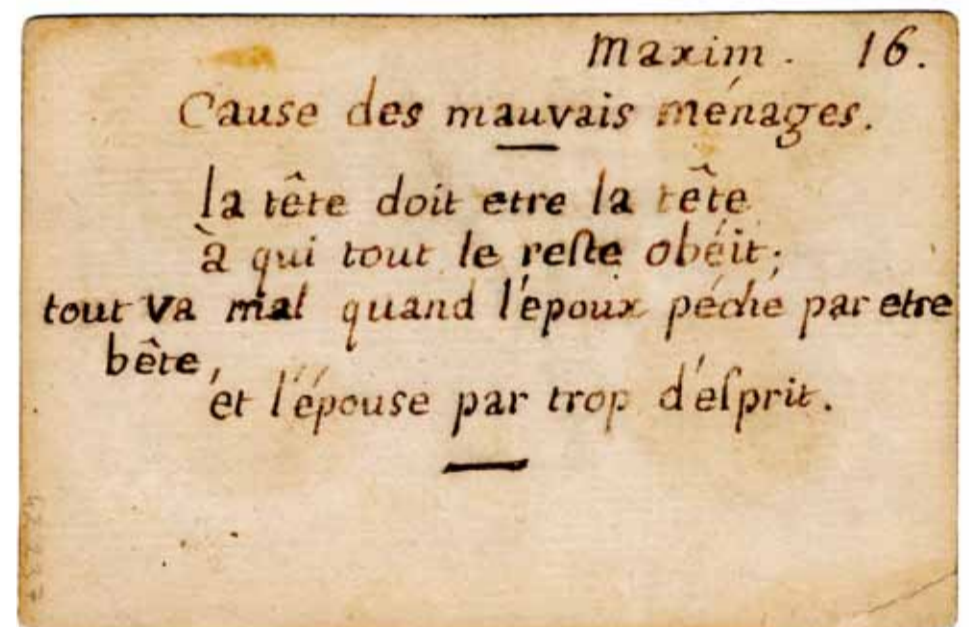 Maxim. 16.
Cause des mauvais ménages.
la tête doit etre la tête
à qui tout le reſte obéit;
tout va mal quand l'époux péche par etre
bête,
et l'épouse par trop d'eſprit.